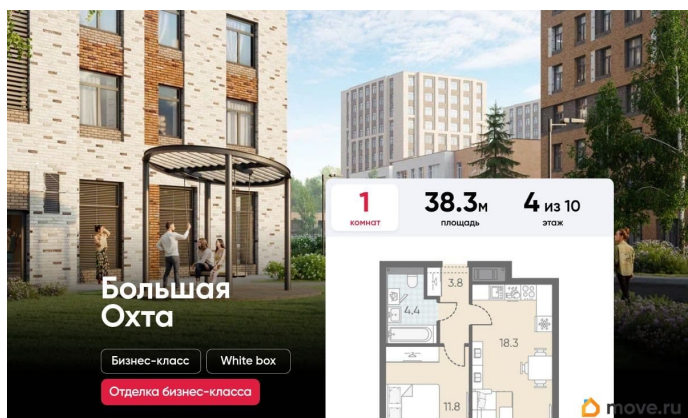 1
комнат
38.3м
площадь
4 из 10
этаж
Большая
Охта
Бизнес-класс
White box
Отделка бизнес-класса
3.8
4.4
18.3
11.8
move.ru